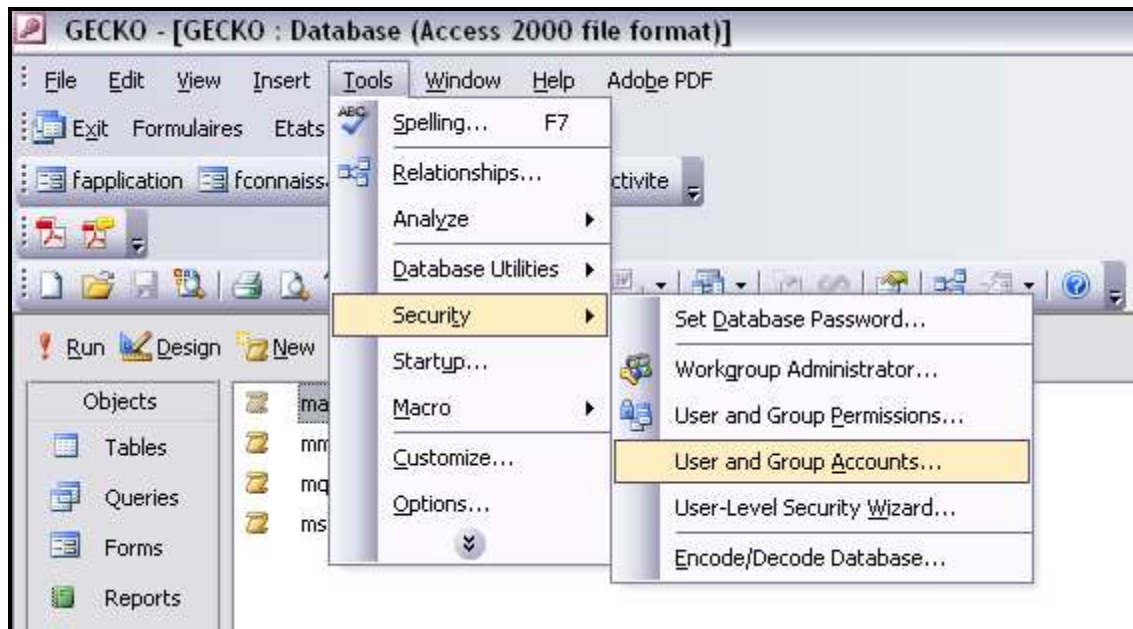 GECKO - [GECKO : Database (Access 2000 file format)]
File Edit View Insert Tools Window Help Adobe PDF
Exit Formulaires Etats
fapplication fconnaiss ctivite
ABC Spelling... F7
Relationships...
Analyze
Database Utilities
Security
Startup...
Macro
Customize...
Options...
Set Database Password...
Workgroup Administrator...
User and Group Permissions...
User and Group Accounts...
User-Level Security Wizard...
Encode/Decode Database...
Run Design New
Objects
Tables
Queries
Forms
Reports
ma
mm
mq
ms